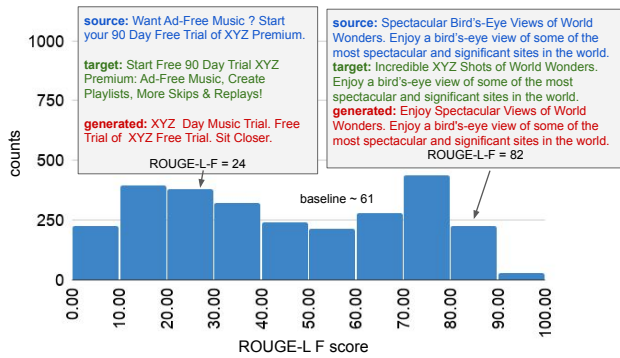 source: Want Ad-Free Music ? Start
your 90 Day Free Trial of XYZ Premium.
target: Start Free 90 Day Trial XYZ
Premium: Ad-Free Music, Create
Playlists, More Skips & Replays!
generated: XYZ Day Music Trial. Free
Trial of XYZ Free Trial. Sit Closer.
ROUGE-L-F = 24
source: Spectacular Bird's-Eye Views of World
Wonders. Enjoy a bird's-eye view of some of the
most spectacular and significant sites in the world.
target: Incredible XYZ Shots of World Wonders.
Enjoy a bird's-eye view of some of the most
spectacular and significant sites in the world.
generated: Enjoy Spectacular Views of World
Wonders. Enjoy a bird's-eye view of some of the
most spectacular and significant sites in the world.
ROUGE-L-F = 82
baseline ~ 61
counts
1000
750
500
250
0
0.00
10.00
20.00
30.00
40.00
50.00
60.00
70.00
80.00
90.00
100.00
ROUGE-L F score